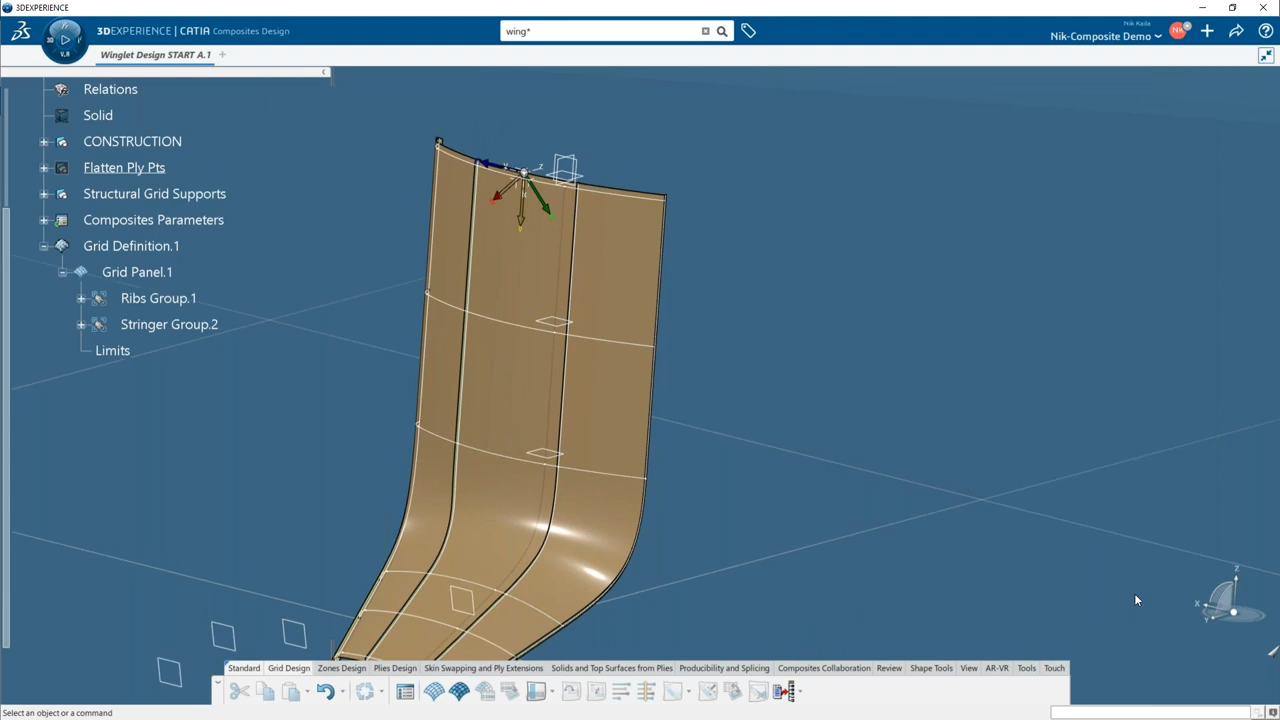 3DEXPERIENCE
3DEXPERIENCE | CATIA Composites Design
wing*
Nik Kada
Nik-Composite Demo
NK
V,R
Winglet Design START A.1
Relations
Solid
CONSTRUCTION
Flatten Ply Pts
Structural Grid Supports
Composites Parameters
Grid Definition.1
Grid Panel.1
Ribs Group.1
Stringer Group.2
Limits
Z
X
Y
Standard Grid Design Zones Design Plies Design Skin Swapping and Ply Extensions Solids and Top Surfaces from Plies Producibility and Splicing Composites Collaboration Review Shape Tools View AR-VR Tools Touch
Select an object or a command